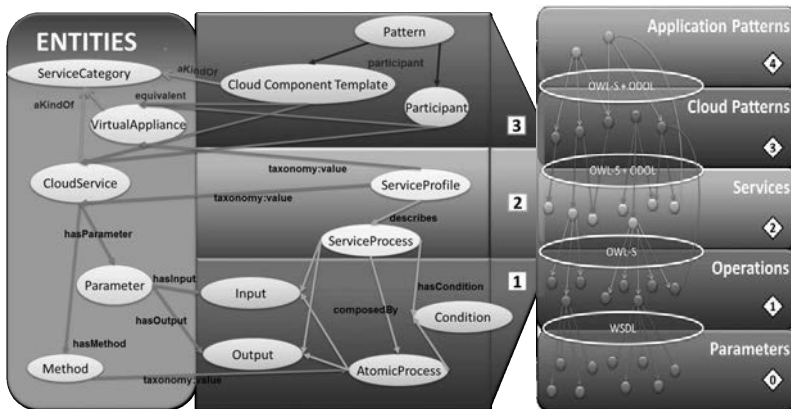 ENTITIES
ServiceCategory
aKindOf
Pattern
participant
Cloud Component Template
aKindOf
equivalent
VirtualAppliance
Participant
3
CloudService
taxonomy:value
taxonomy:value
ServiceProfile
2
describes
hasParameter
ServiceProcess
1
Parameter
hasInput
Input
hasCondition
composedBy
Condition
hasOutput
hasMethod
Output
Method
taxonomy:value
AtomicProcess
Application Patterns
4
OWL-S + ODOL
Cloud Patterns
3
OWL-S + ODOL
Services
2
OWL-S
Operations
1
WSDL
Parameters
0